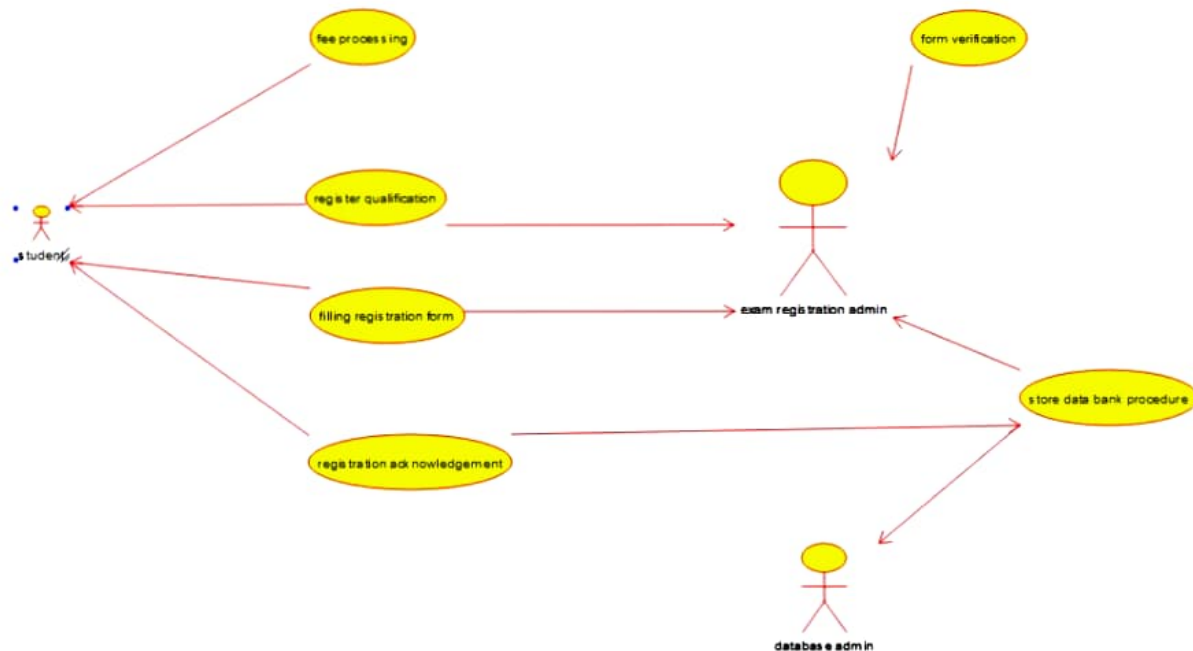 fee processing
form verification
register qualification
student
filling registration form
exam registration admin
store data bank procedure
registration acknowledgement
database admin